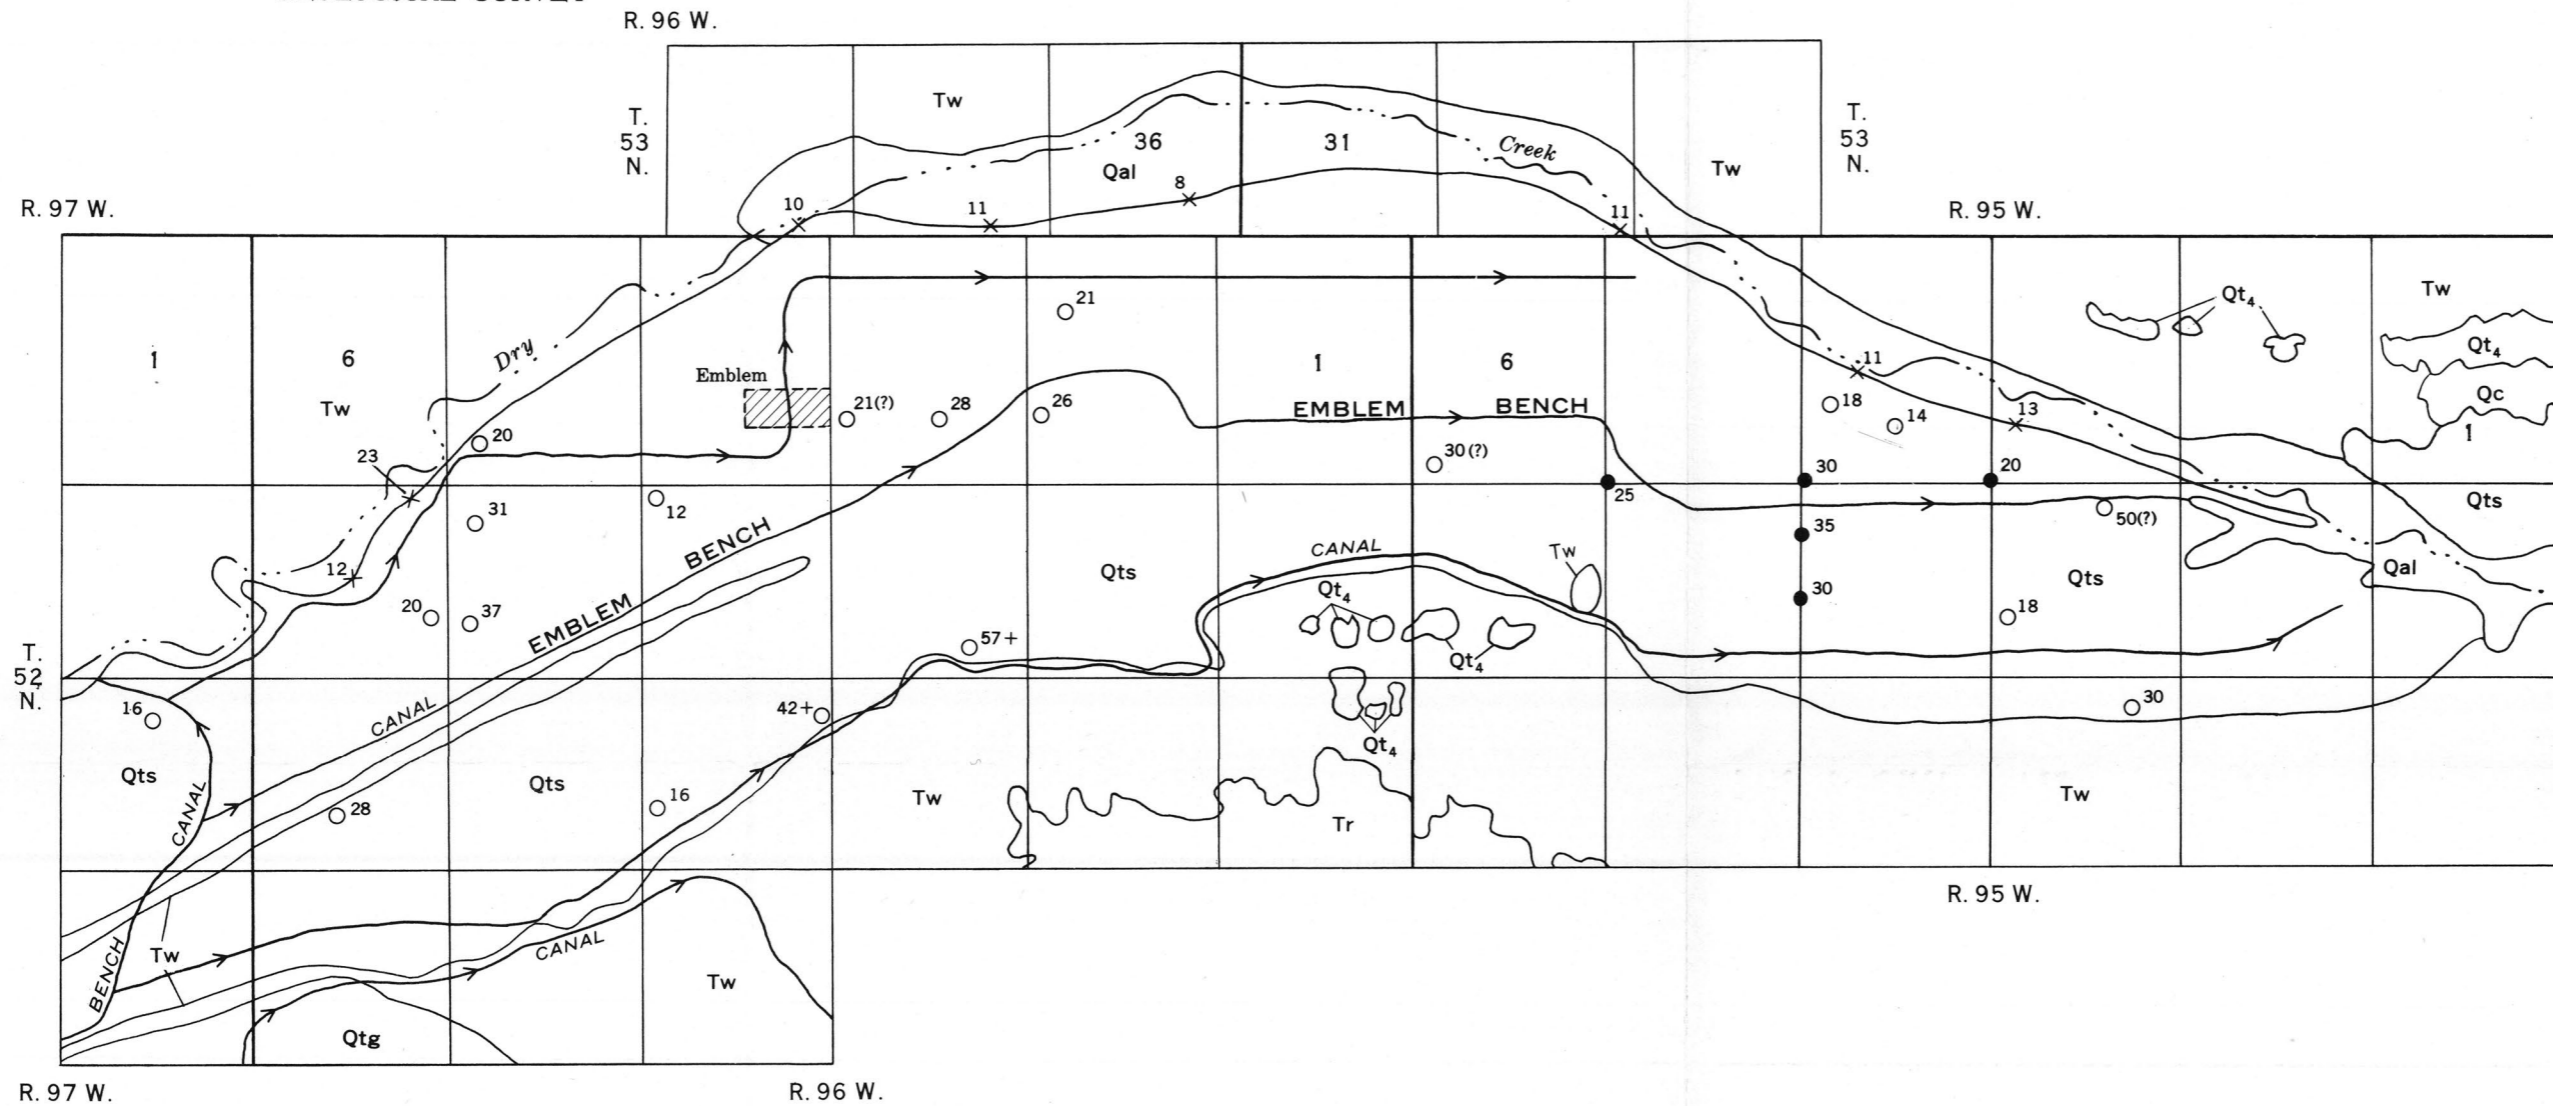 R. 96 W.
T.
53
N.
Tw
36
31
Qal
Creek
Tw
T.
53
N.
R. 97 W.
10
11
8
11
R. 95 W.
1
6
Tw
Dry
Emblem
21
21(?)
28
26
1
6
EMBLEM BENCH
30(?)
11
18
14
13
Qt4
Tw
Qt4
Qc
1
20
23
31
12
12
20
37
EMBLEM BENCH
CANAL
Qts
57+
CANAL
Tw
25
30
20
35
30
50(?)
Qts
Qts
Qal
18
Qt4
Qt4
Qt4
T.
52
N.
16
Qts
CANAL
28
Qts
16
42+
Tw
Tr
30
Tw
R. 95 W.
BENCH
Tw
CANAL
Tw
Qtg
R. 97 W.
R. 96 W.